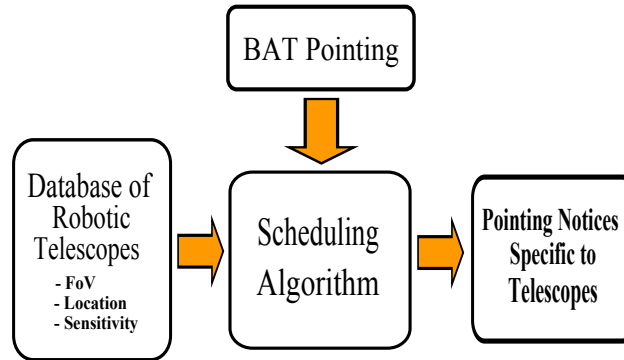 BAT Pointing
Database of
Robotic
Telescopes
- FoV
- Location
- Sensitivity
Scheduling
Algorithm
Pointing Notices
Specific to
Telescopes